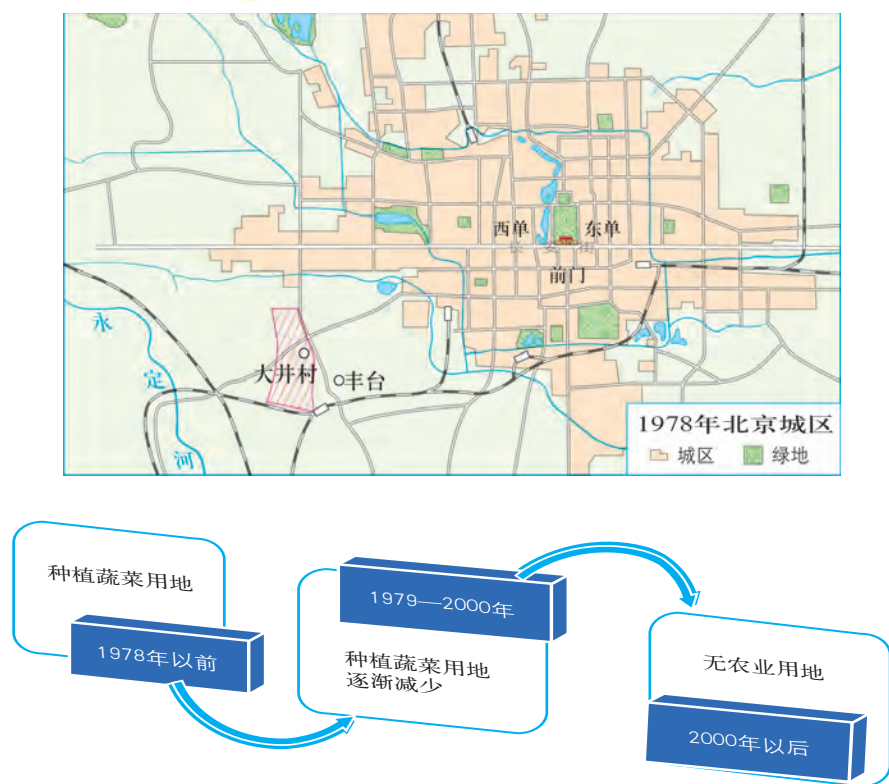 西单
东单
长安街
前门
永定河
大井村
丰台
1978年北京城区
城区
绿地
种植蔬菜用地
1978年以前
1979—2000年
种植蔬菜用地
逐渐减少
无农业用地
2000年以后